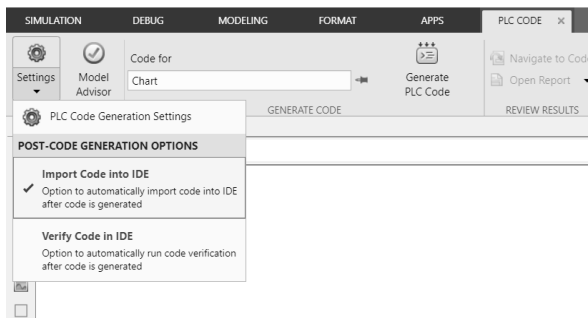 SIMULATION DEBUG MODELING FORMAT APPS PLC CODE
Settings
Model
Advisor
Code for
Chart
Generate
PLC Code
Navigate to Code
Open Report
GENERATE CODE
REVIEW RESULTS
PLC Code Generation Settings
POST-CODE GENERATION OPTIONS
Import Code into IDE
Option to automatically import code into IDE
after code is generated
Verify Code in IDE
Option to automatically run code verification
after code is generated